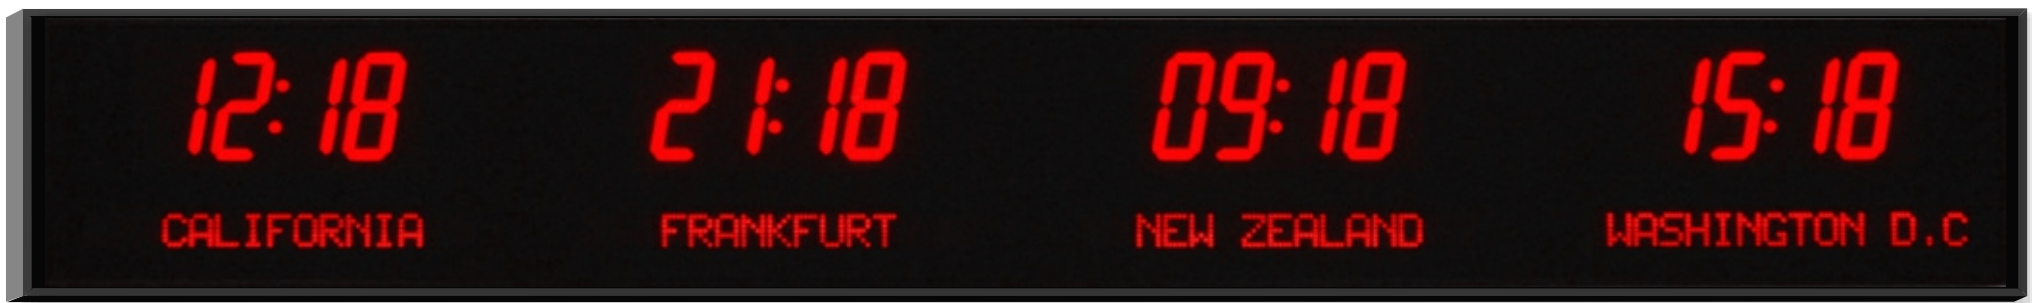 12:18 21:18 09:18 15:18
CALIFORNIA FRANKFURT NEW ZEALAND WASHINGTON D.C